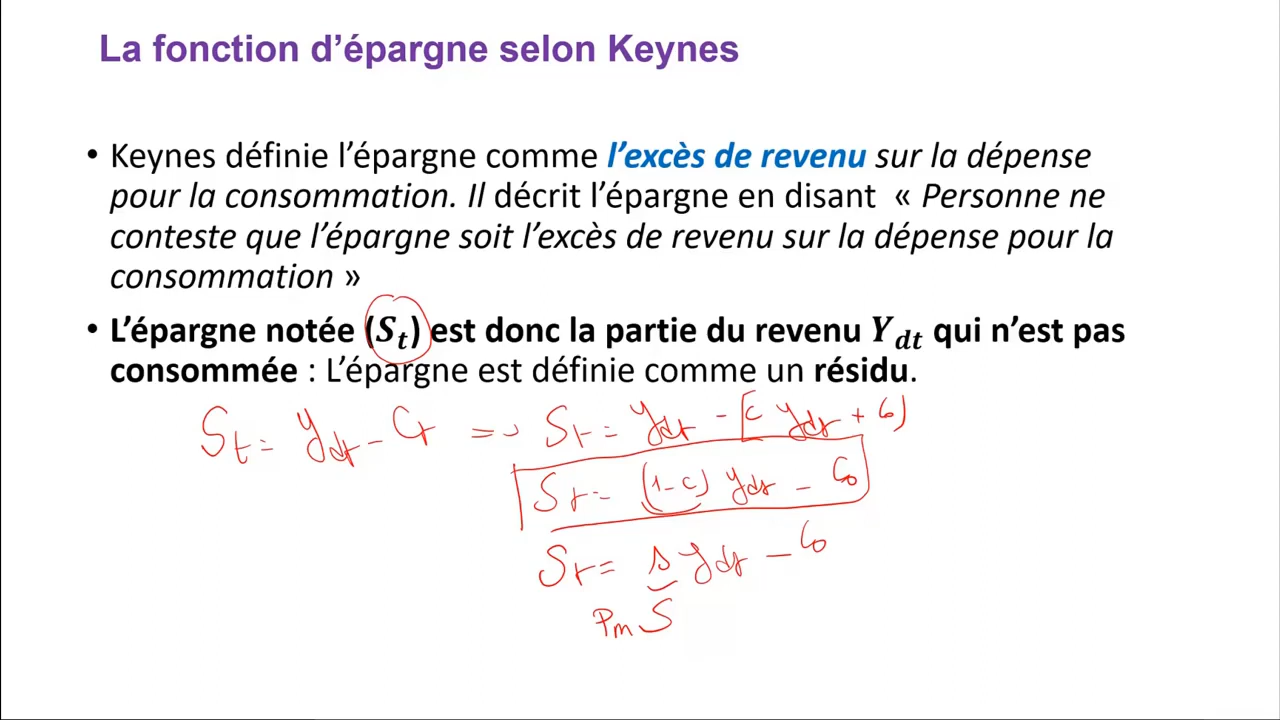 La fonction d'épargne selon Keynes
• Keynes définie l'épargne comme l'excès de revenu sur la dépense
pour la consommation. Il décrit l'épargne en disant « Personne ne
conteste que l'épargne soit l'excès de revenu sur la dépense pour la
consommation »
• L'épargne notée (Sₜ) est donc la partie du revenu Y_dt qui n'est pas
consommée : L'épargne est définie comme un résidu.
St = ydt - Ct => St = ydt - [c ydt + C0]
St = (1-c) ydt - C0
St = s ydt - C0
PmS